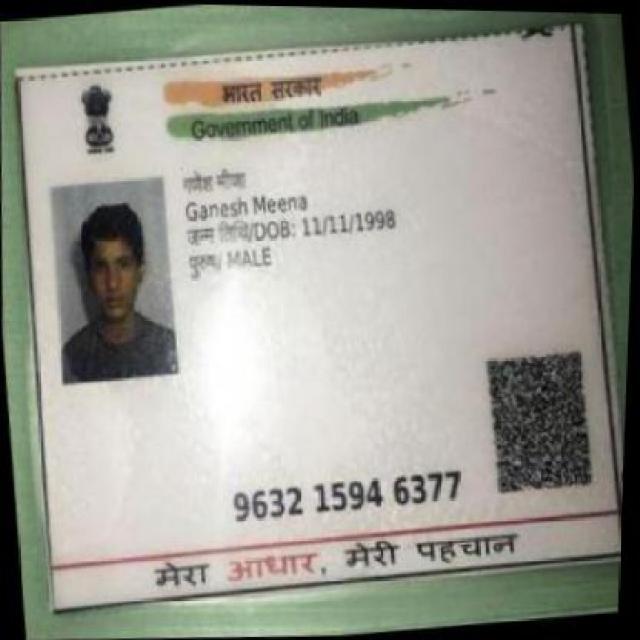 भारत सरकार
Government of India
गणेश मीणा
Ganesh Meena
जन्म तिथि/DOB: 11/11/1998
पुरुष/ MALE
9632 1594 6377
मेरा आधार, मेरी पहचान